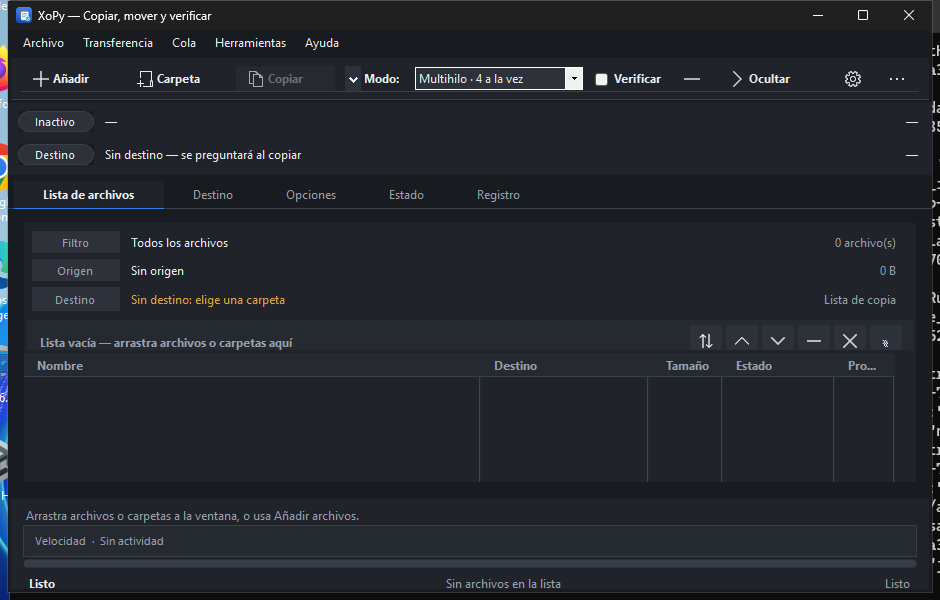 XoPy — Copiar, mover y verificar
Archivo Transferencia Cola Herramientas Ayuda
Añadir Carpeta Copiar Modo: Multihilo · 4 a la vez Verificar — Ocultar ...
Inactivo — —
Destino Sin destino — se preguntará al copiar —
Lista de archivos Destino Opciones Estado Registro
Filtro Todos los archivos 0 archivo(s)
Origen Sin origen 0 B
Destino Sin destino: elige una carpeta Lista de copia
Lista vacía — arrastra archivos o carpetas aquí
Nombre Destino Tamaño Estado Pro...
Arrastra archivos o carpetas a la ventana, o usa Añadir archivos.
Velocidad · Sin actividad
Listo Sin archivos en la lista Listo